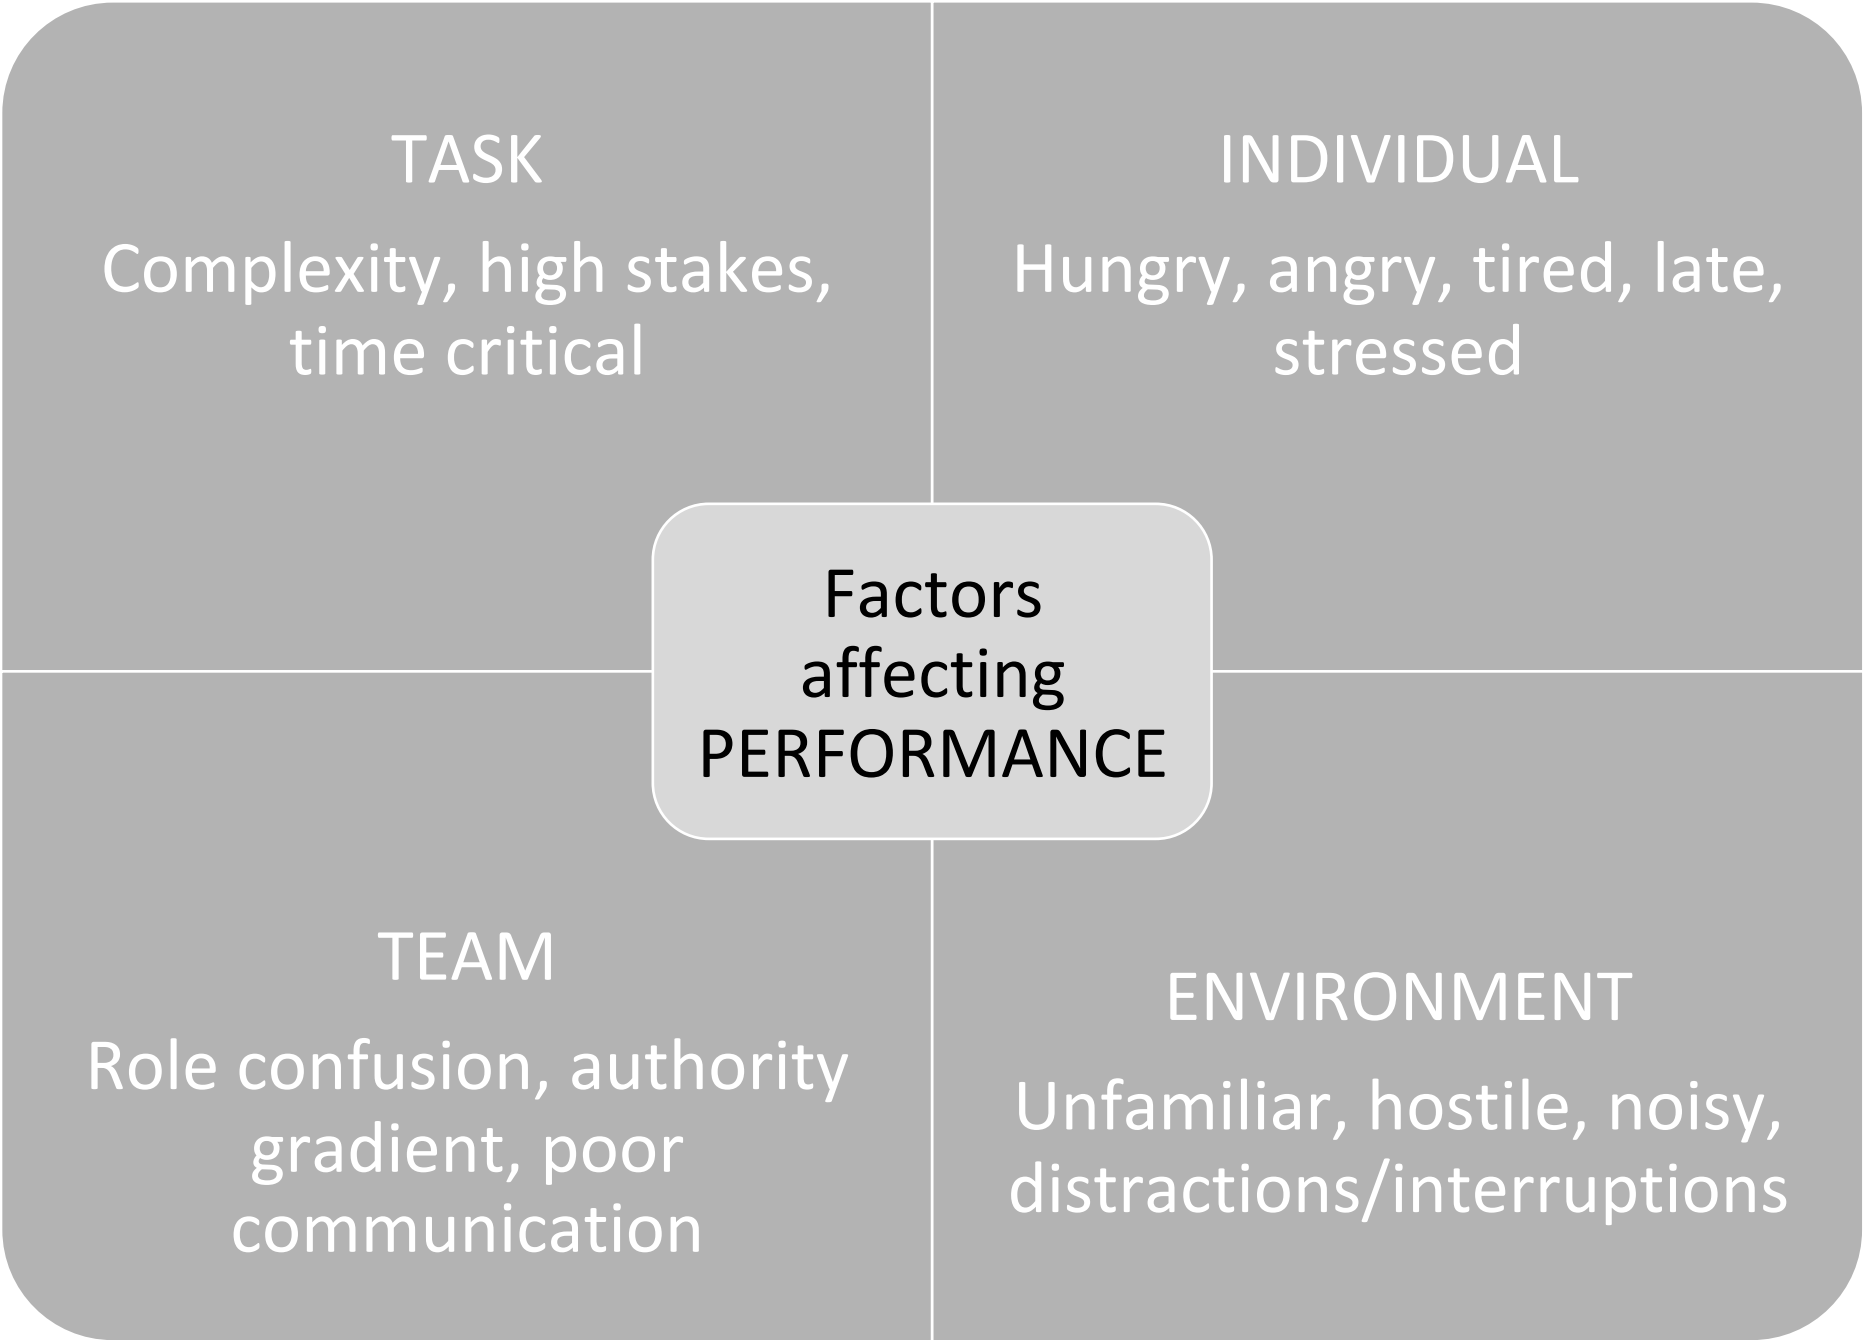 TASK
Complexity, high stakes,
time critical
INDIVIDUAL
Hungry, angry, tired, late,
stressed
Factors
affecting
PERFORMANCE
TEAM
Role confusion, authority
gradient, poor
communication
ENVIRONMENT
Unfamiliar, hostile, noisy,
distractions/interruptions